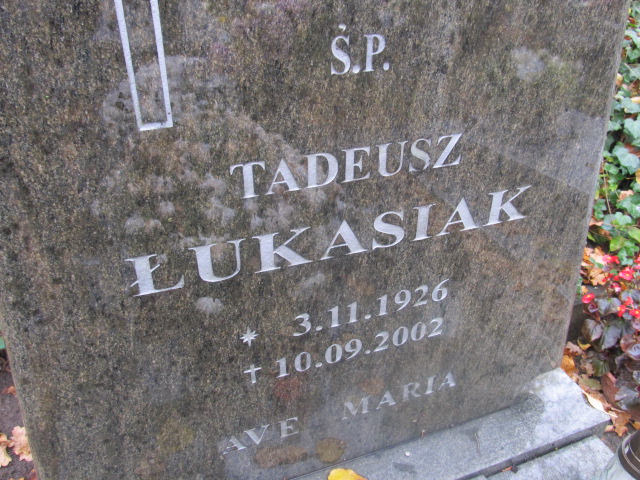 Ś.P.
TADEUSZ
ŁUKASIAK
* 3.11.1926
✝ 10.09.2002
AVE MARIA